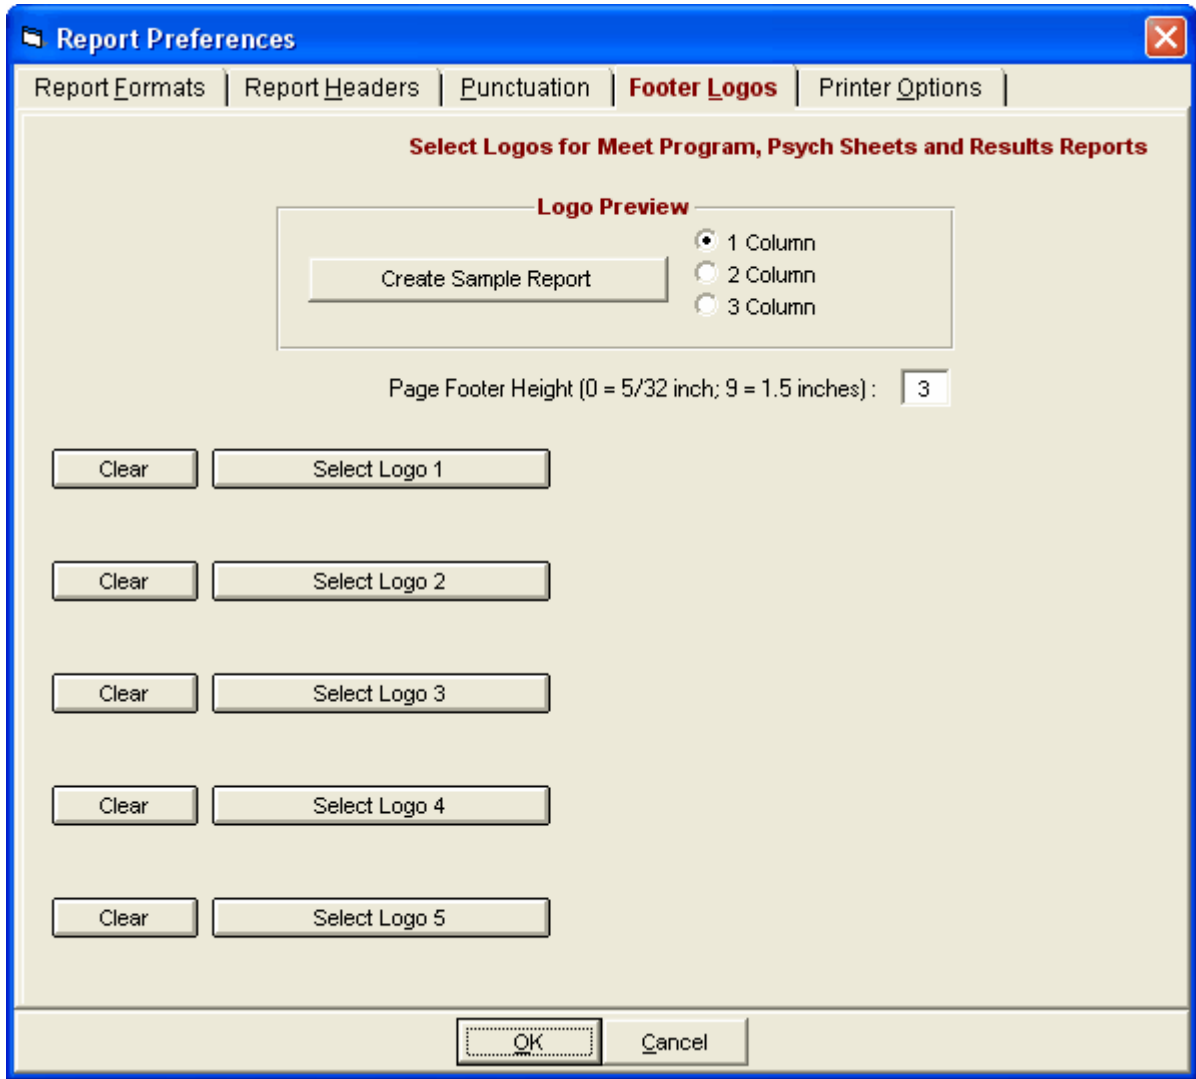 Report Preferences
Report Formats Report Headers Punctuation Footer Logos Printer Options
Select Logos for Meet Program, Psych Sheets and Results Reports
Logo Preview
Create Sample Report
1 Column
2 Column
3 Column
Page Footer Height (0 = 5/32 inch; 9 = 1.5 inches) : 3
Clear Select Logo 1
Clear Select Logo 2
Clear Select Logo 3
Clear Select Logo 4
Clear Select Logo 5
OK Cancel